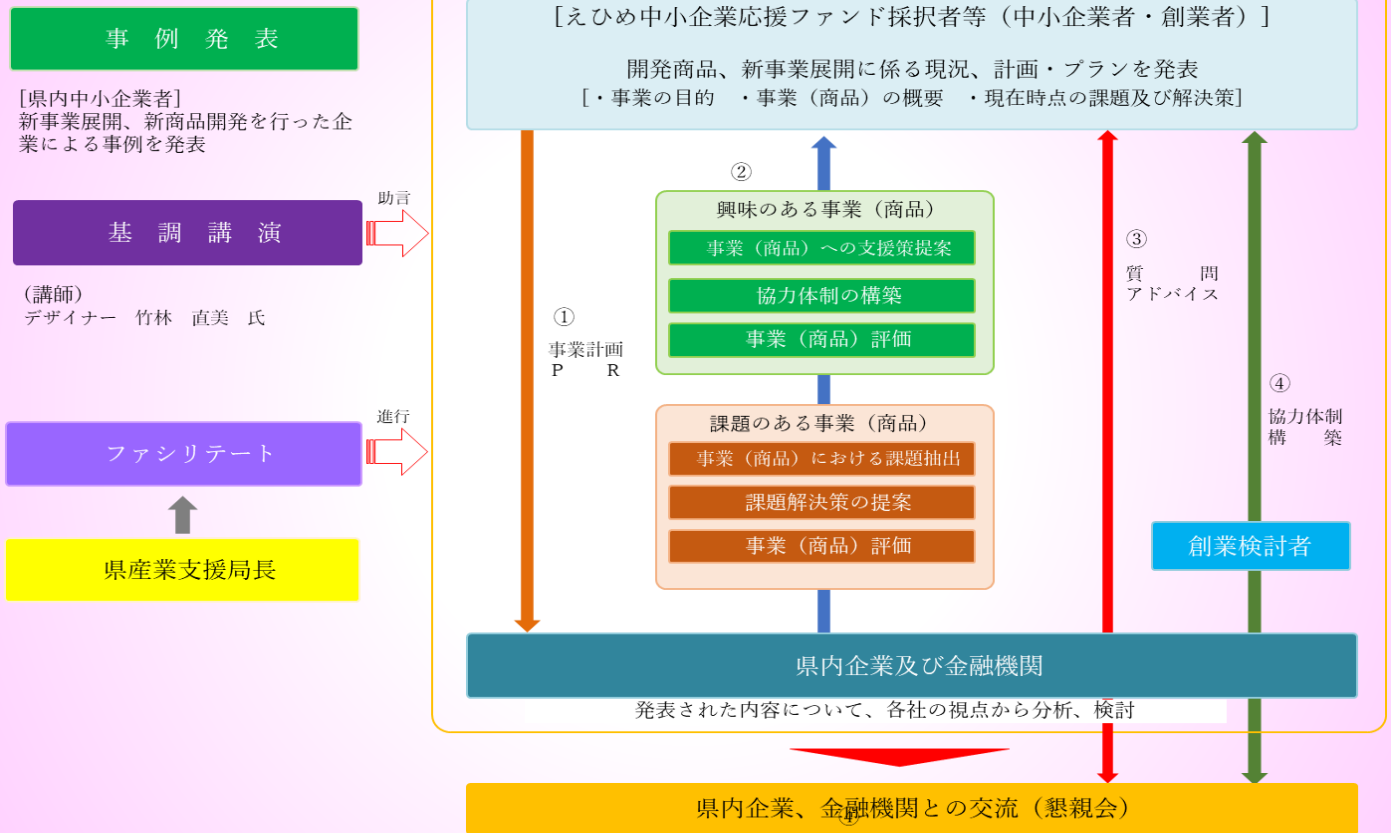 事 例 発 表
[県内中小企業者]
新事業展開、新商品開発を行った企
業による事例を発表
基 調 講 演
助言
(講師)
デザイナー 竹林 直美 氏
ファシリテート
進行
県産業支援局長
[えひめ中小企業応援ファンド採択者等（中小企業者・創業者）]
開発商品、新事業展開に係る現況、計画・プランを発表
[・事業の目的 ・事業（商品）の概要 ・現在時点の課題及び解決策]
①
事業計画
P R
②
興味のある事業（商品）
事業（商品）への支援策提案
協力体制の構築
事業（商品）評価
課題のある事業（商品）
事業（商品）における課題抽出
課題解決策の提案
事業（商品）評価
③
質 問
アドバイス
④
協力体制
構 築
創業検討者
県内企業及び金融機関
発表された内容について、各社の視点から分析、検討
県内企業、金融機関との交流（懇親会）
④